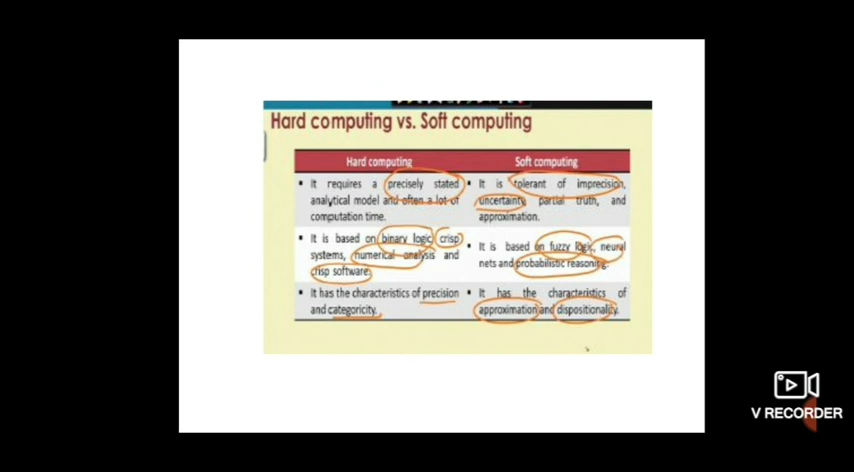 Hard computing vs. Soft computing
Hard computing
Soft computing
▪ It requires a precisely stated
analytical model and often a lot of
computation time.
▪ It is tolerant of imprecision,
uncertainty, partial truth, and
approximation.
▪ It is based on binary logic, crisp
systems, numerical analysis and
crisp software.
▪ It is based on fuzzy logic, neural
nets and probabilistic reasoning.
▪ It has the characteristics of precision
and categoricity.
▪ It has the characteristics of
approximation and dispositionality.
V RECORDER